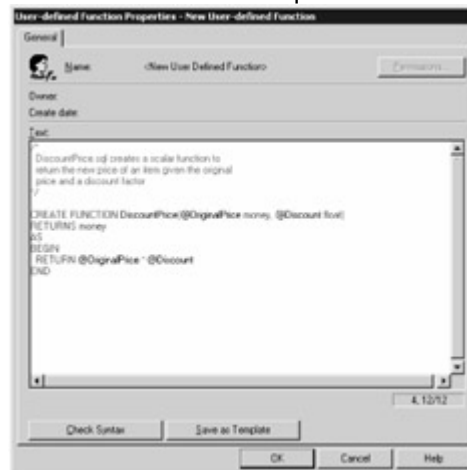 User-defined Function Properties - New User-defined Function
General
Name: <New User Defined Function>
Permissions...
Owner:
Create date:
Text:
/*
DiscountPrice.sql creates a scalar function to
return the new price of an item given the original
price and a discount factor
*/
CREATE FUNCTION DiscountPrice(@OriginalPrice money, @Discount float)
RETURNS money
AS
BEGIN
RETURN @OriginalPrice * @Discount
END
4, 12/12
Check Syntax Save as Template
OK Cancel Help